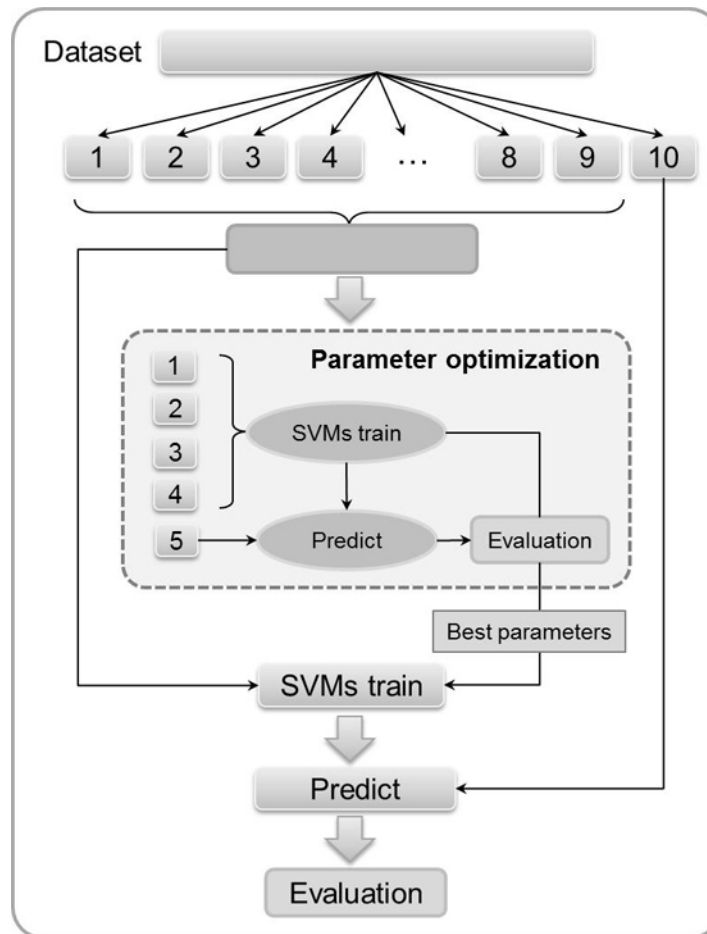 Dataset
1 2 3 4 … 8 9 10
Parameter optimization
1
2
SVMs train
3
4
5 Predict Evaluation
Best parameters
SVMs train
Predict
Evaluation